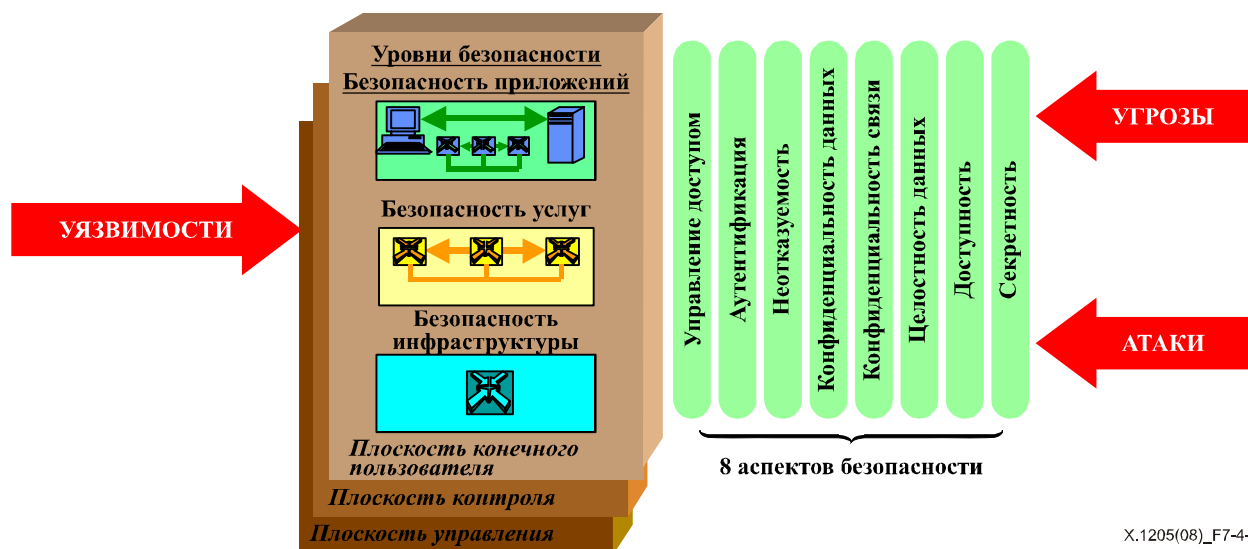 Уровни безопасности
Безопасность приложений
Безопасность услуг
Безопасность
инфраструктуры
Плоскость конечного
пользователя
Плоскость контроля
Плоскость управления
УЯЗВИМОСТИ
Управление доступом
Аутентификация
Неотказуемость
Конфиденциальность данных
Конфиденциальность связи
Целостность данных
Доступность
Секретность
8 аспектов безопасности
УГРОЗЫ
АТАКИ
X.1205(08)_F7-4-